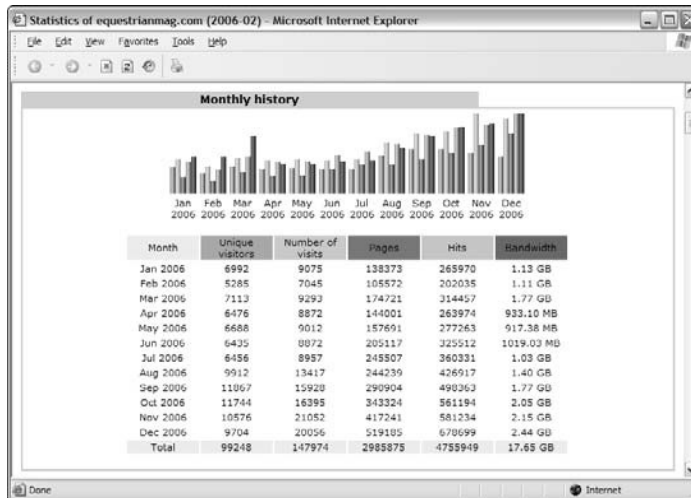 Statistics of equestrianmag.com (2006-02) - Microsoft Internet Explorer
File Edit View Favorites Tools Help
Monthly history
Jan Feb Mar Apr May Jun Jul Aug Sep Oct Nov Dec
2006 2006 2006 2006 2006 2006 2006 2006 2006 2006 2006 2006
Month Unique visitors Number of visits Pages Hits Bandwidth
Jan 2006 6992 9075 138373 265970 1.13 GB
Feb 2006 5285 7045 105572 202035 1.11 GB
Mar 2006 7113 9293 174721 314457 1.77 GB
Apr 2006 6476 8872 144001 263974 933.10 MB
May 2006 6688 9012 157691 277263 917.38 MB
Jun 2006 6435 8872 205117 325512 1019.03 MB
Jul 2006 6456 8957 245507 360331 1.03 GB
Aug 2006 9912 13417 244239 426917 1.40 GB
Sep 2006 11867 15928 290904 498363 1.77 GB
Oct 2006 11744 16395 343324 561194 2.05 GB
Nov 2006 10576 21052 417241 581234 2.15 GB
Dec 2006 9704 20056 519185 678699 2.44 GB
Total 99248 147974 2985875 4755949 17.65 GB
Done Internet